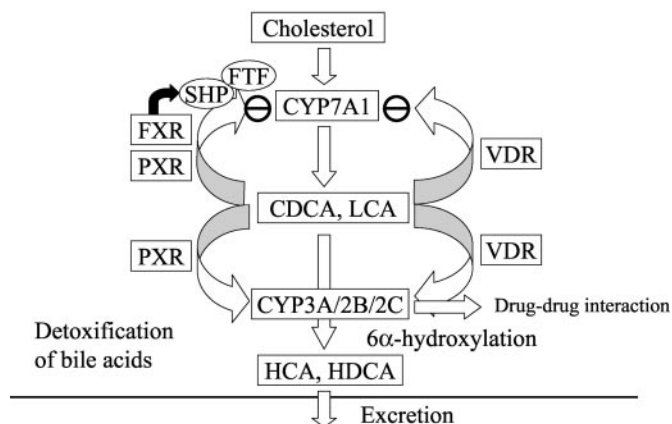 Cholesterol
FTF
SHP
⊖ CYP7A1 ⊖
FXR
PXR
VDR
CDCA, LCA
PXR
VDR
CYP3A/2B/2C
Drug-drug interaction
Detoxification
of bile acids
6α-hydroxylation
HCA, HDCA
Excretion